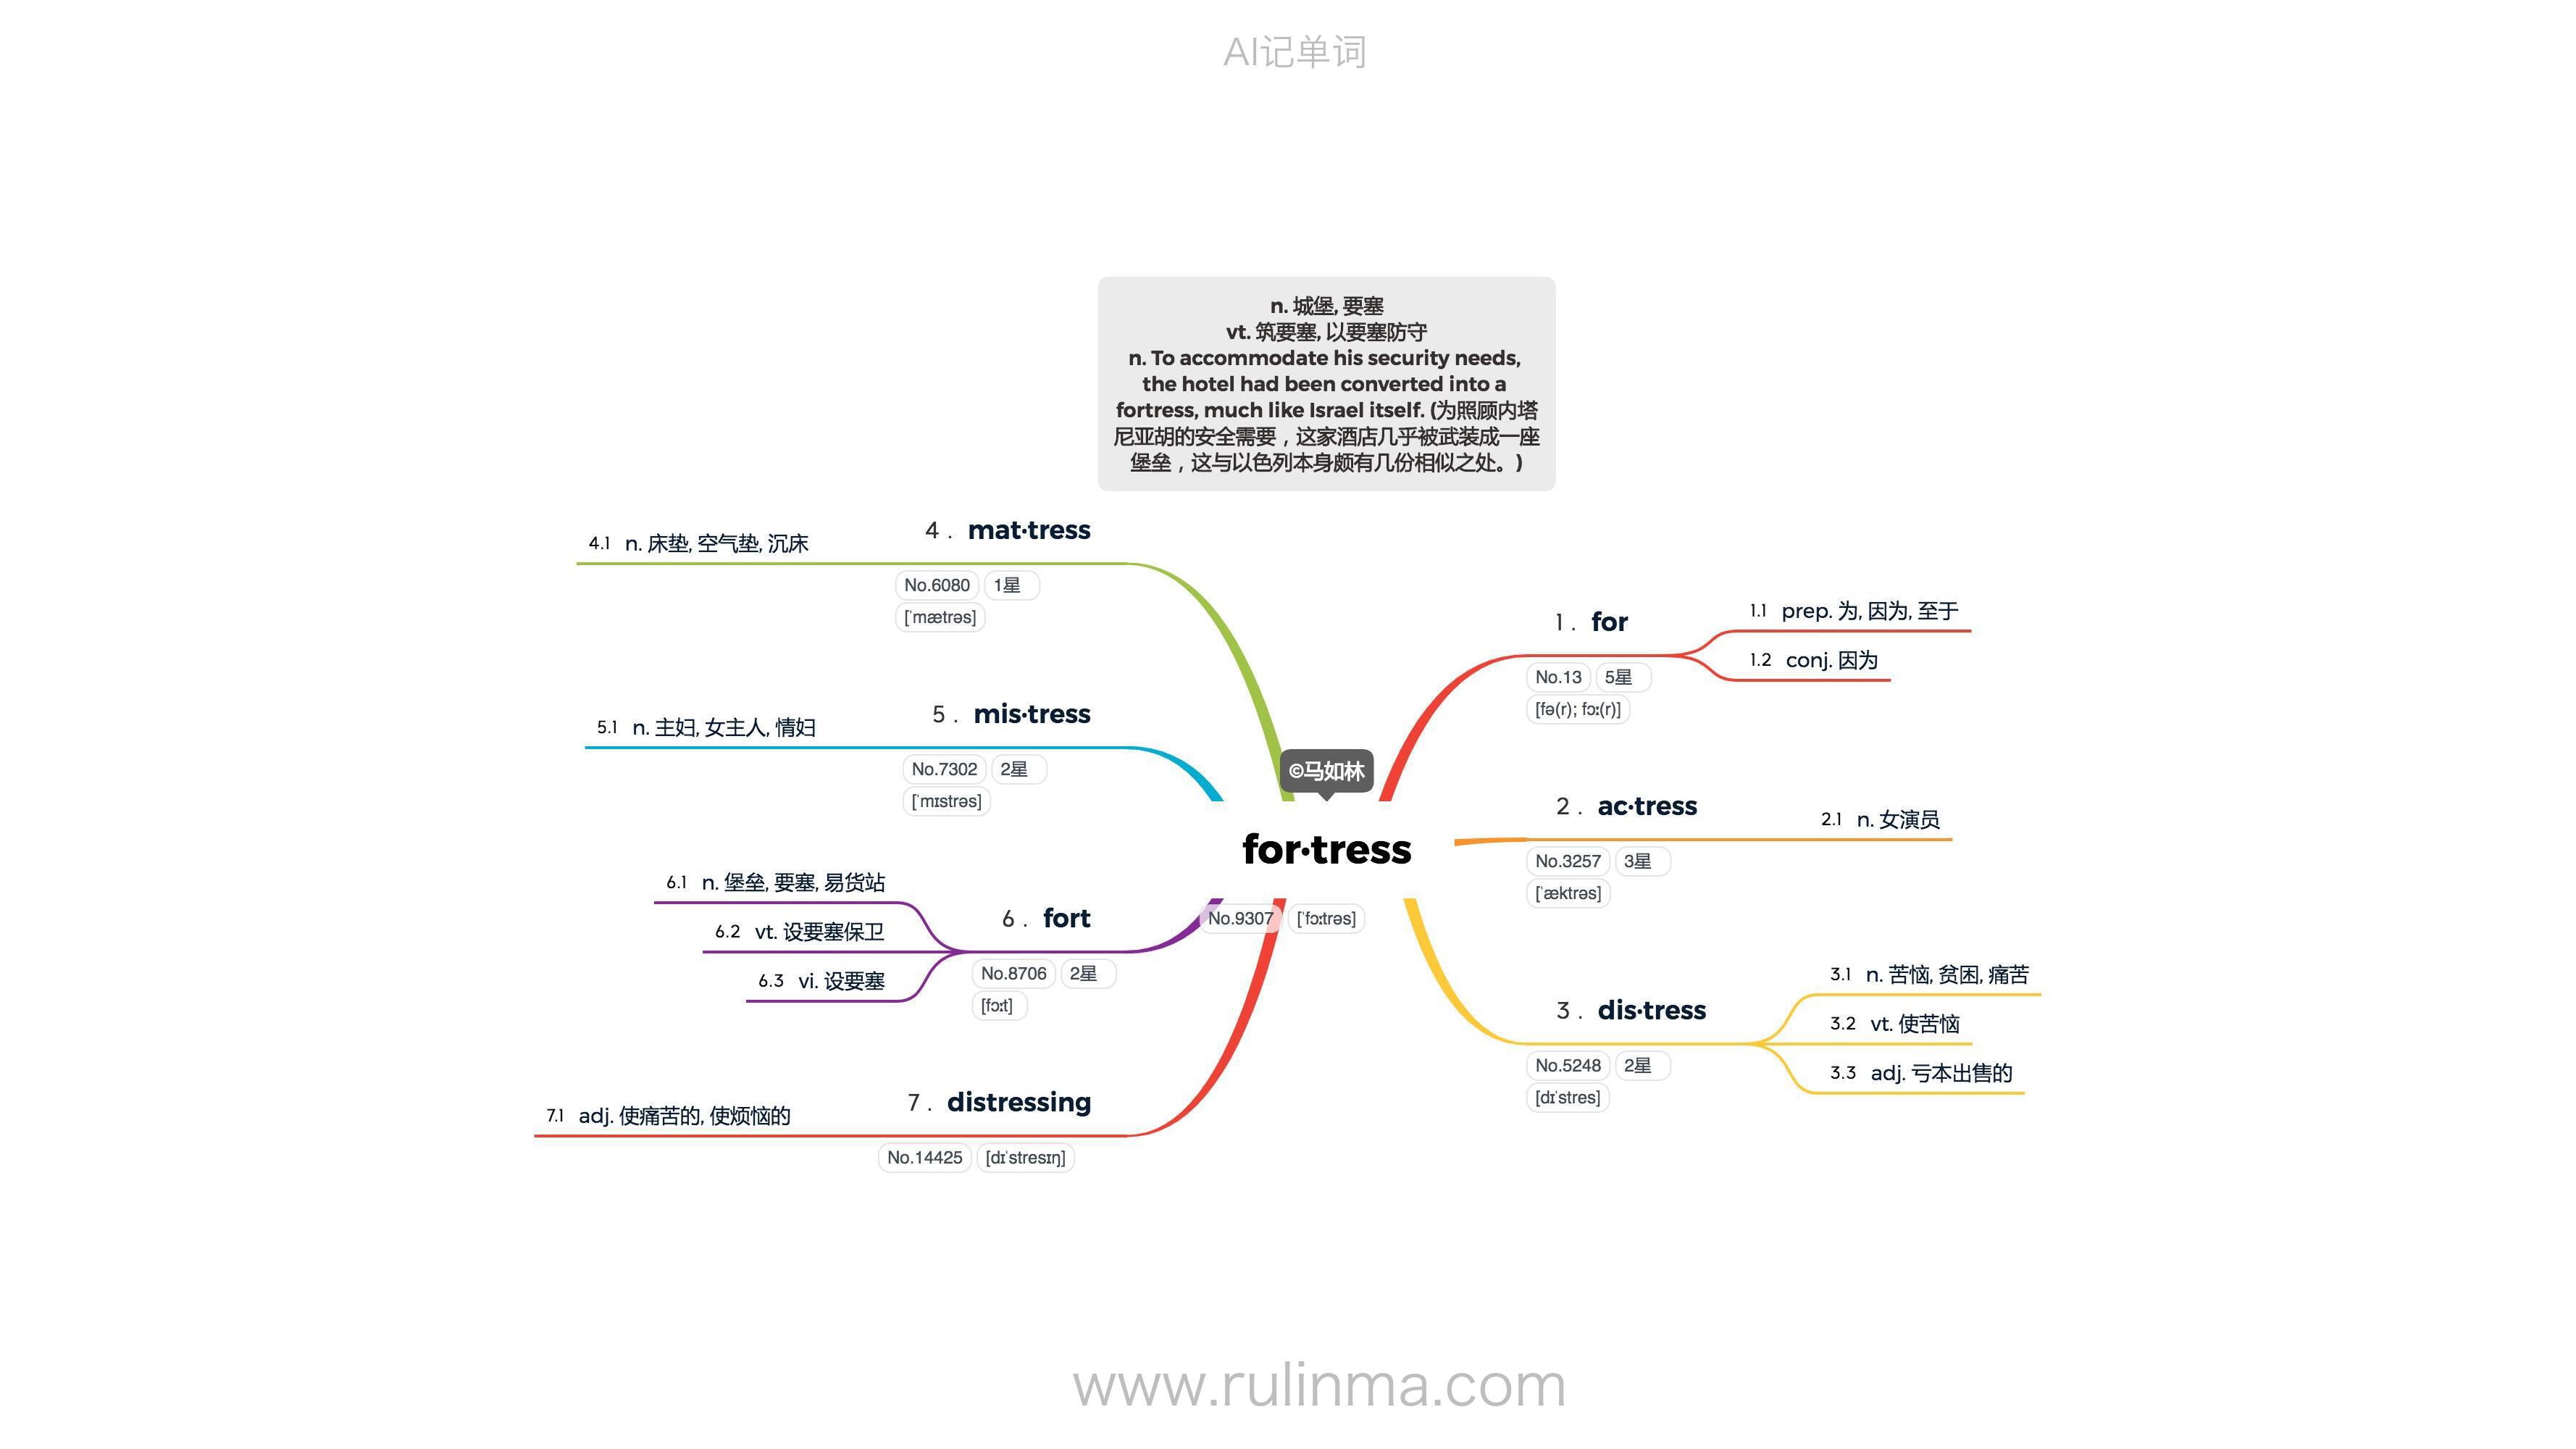 AI记单词
n. 城堡, 要塞
vt. 筑要塞, 以要塞防守
n. To accommodate his security needs,
the hotel had been converted into a
fortress, much like Israel itself. (为照顾内塔
尼亚胡的安全需要，这家酒店几乎被武装成一座
堡垒，这与以色列本身颇有几份相似之处。)
©马如林
for·tress
No.9307 [ˈfɔːtrəs]
1. for
No.13 5星
[fə(r); fɔː(r)]
1.1 prep. 为, 因为, 至于
1.2 conj. 因为
2. ac·tress
No.3257 3星
[ˈæktrəs]
2.1 n. 女演员
3. dis·tress
No.5248 2星
[dɪˈstres]
3.1 n. 苦恼, 贫困, 痛苦
3.2 vt. 使苦恼
3.3 adj. 亏本出售的
4. mat·tress
No.6080 1星
[ˈmætrəs]
4.1 n. 床垫, 空气垫, 沉床
5. mis·tress
No.7302 2星
[ˈmɪstrəs]
5.1 n. 主妇, 女主人, 情妇
6. fort
No.8706 2星
[fɔːt]
6.1 n. 堡垒, 要塞, 易货站
6.2 vt. 设要塞保卫
6.3 vi. 设要塞
7. distressing
No.14425 [dɪˈstresɪŋ]
7.1 adj. 使痛苦的, 使烦恼的
www.rulinma.com